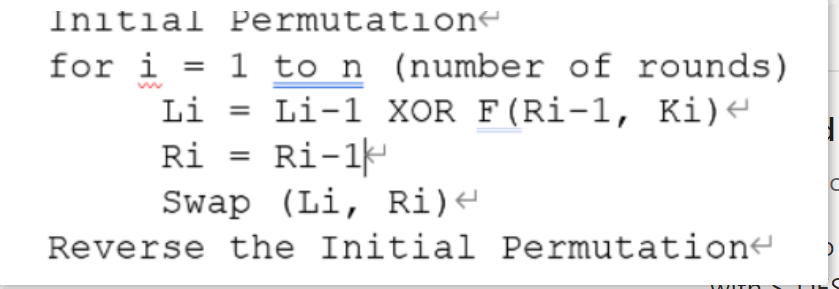 Initial Permutation↵
for i = 1 to n (number of rounds)
Li = Li-1 XOR F(Ri-1, Ki)↵
Ri = Ri-1↵
Swap (Li, Ri)↵
Reverse the Initial Permutation↵